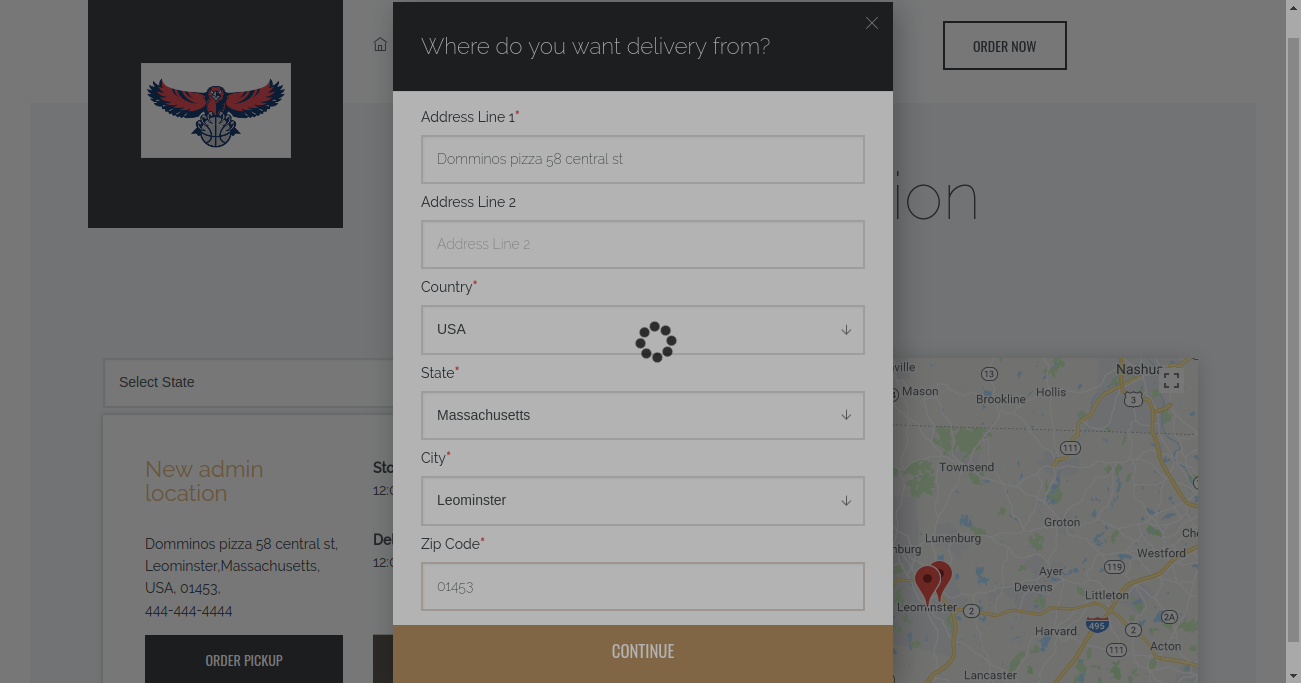 Where do you want delivery from?
ORDER NOW
Address Line 1*
Domminos pizza 58 central st
Address Line 2
Address Line 2
Country*
USA
State*
Massachusetts
City*
Leominster
Zip Code*
01453
CONTINUE
ion
Select State
New admin
location
Domminos pizza 58 central st,
Leominster,Massachusetts,
USA, 01453,
444-444-4444
ORDER PICKUP
Sto
12:0
Del
12:0
ville
Nashua
13
Mason
Brookline
Hollis
3
111
Townsend
Groton
Lunenburg
burg
Che
Westford
Ayer
119
Devens
Littleton
Leominster
2
2A
495
Harvard
2
111
Acton
Lancaster